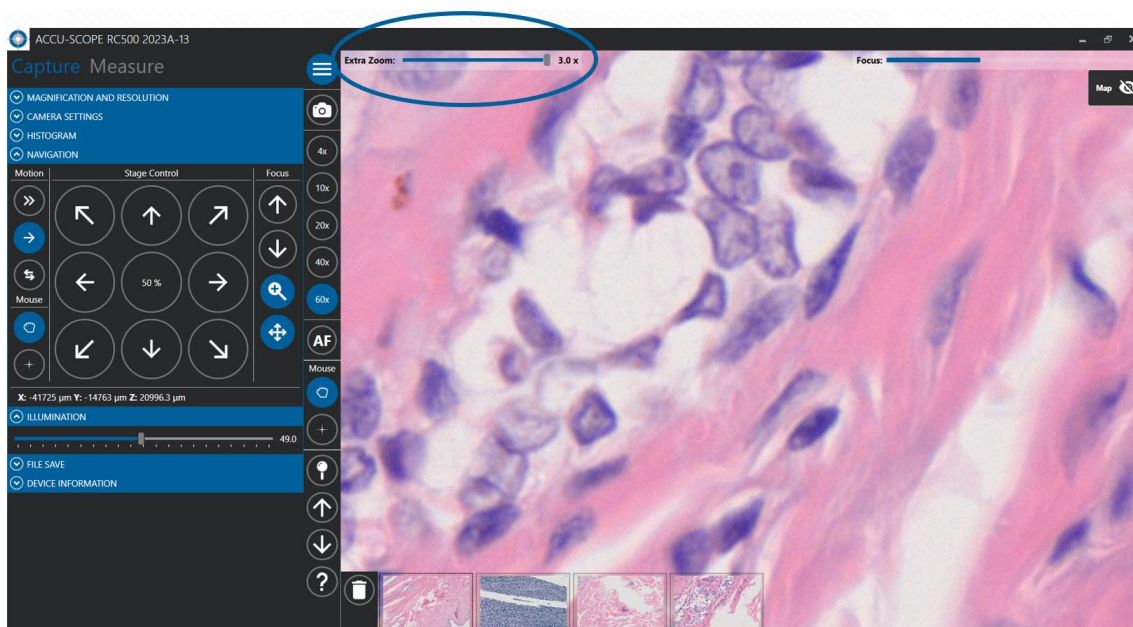 ACCU-SCOPE RC500 2023A-13
Capture Measure
MAGNIFICATION AND RESOLUTION
CAMERA SETTINGS
HISTOGRAM
NAVIGATION
Motion Stage Control Focus
50 %
Mouse
X: -41725 µm Y: -14763 µm Z: 20996.3 µm
ILLUMINATION
49.0
FILE SAVE
DEVICE INFORMATION
4x
10x
20x
40x
60x
AF
Mouse
?
Extra Zoom: 3.0 x
Focus:
Map